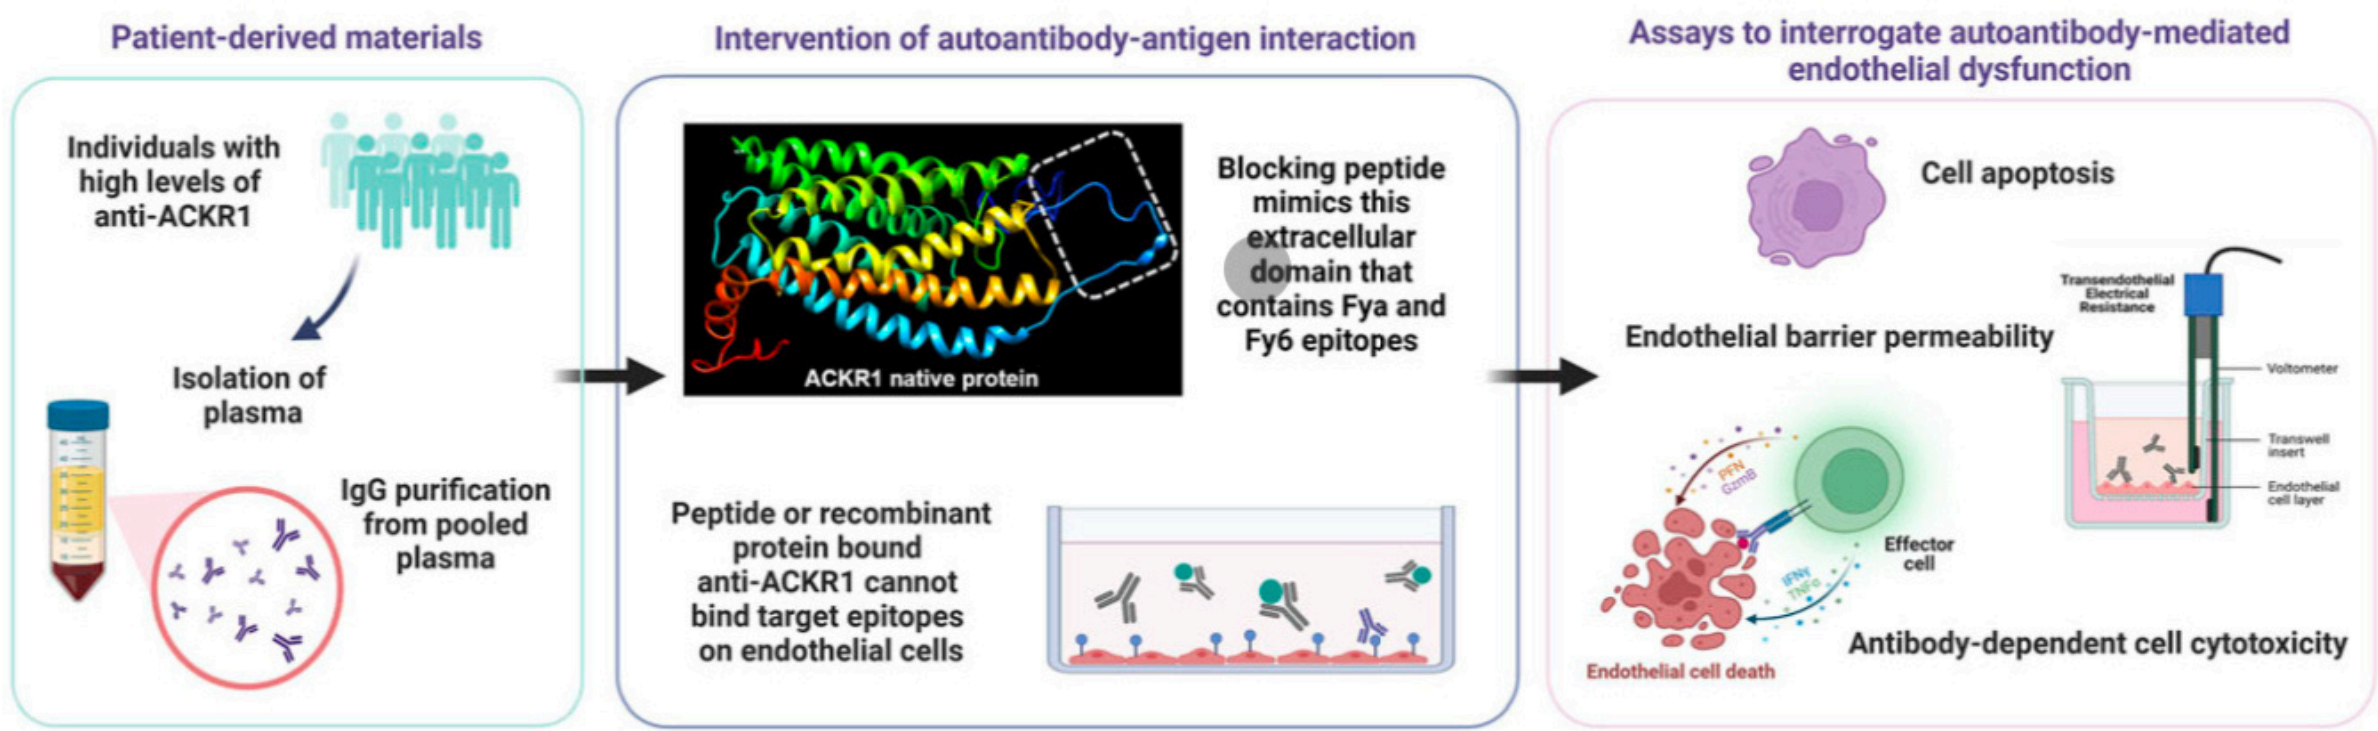 Patient-derived materials
Individuals with
high levels of
anti-ACKR1
Isolation of
plasma
IgG purification
from pooled
plasma
Intervention of autoantibody-antigen interaction
ACKR1 native protein
Blocking peptide
mimics this
extracellular
domain that
contains Fya and
Fy6 epitopes
Peptide or recombinant
protein bound
anti-ACKR1 cannot
bind target epitopes
on endothelial cells
Assays to interrogate autoantibody-mediated
endothelial dysfunction
Cell apoptosis
Endothelial barrier permeability
Transendothelial
Electrical
Resistance
Voltometer
Transwell
insert
Endothelial
cell layer
PFN
GzmB
Effector
cell
IFNγ
TNFα
Antibody-dependent cell cytotoxicity
Endothelial cell death